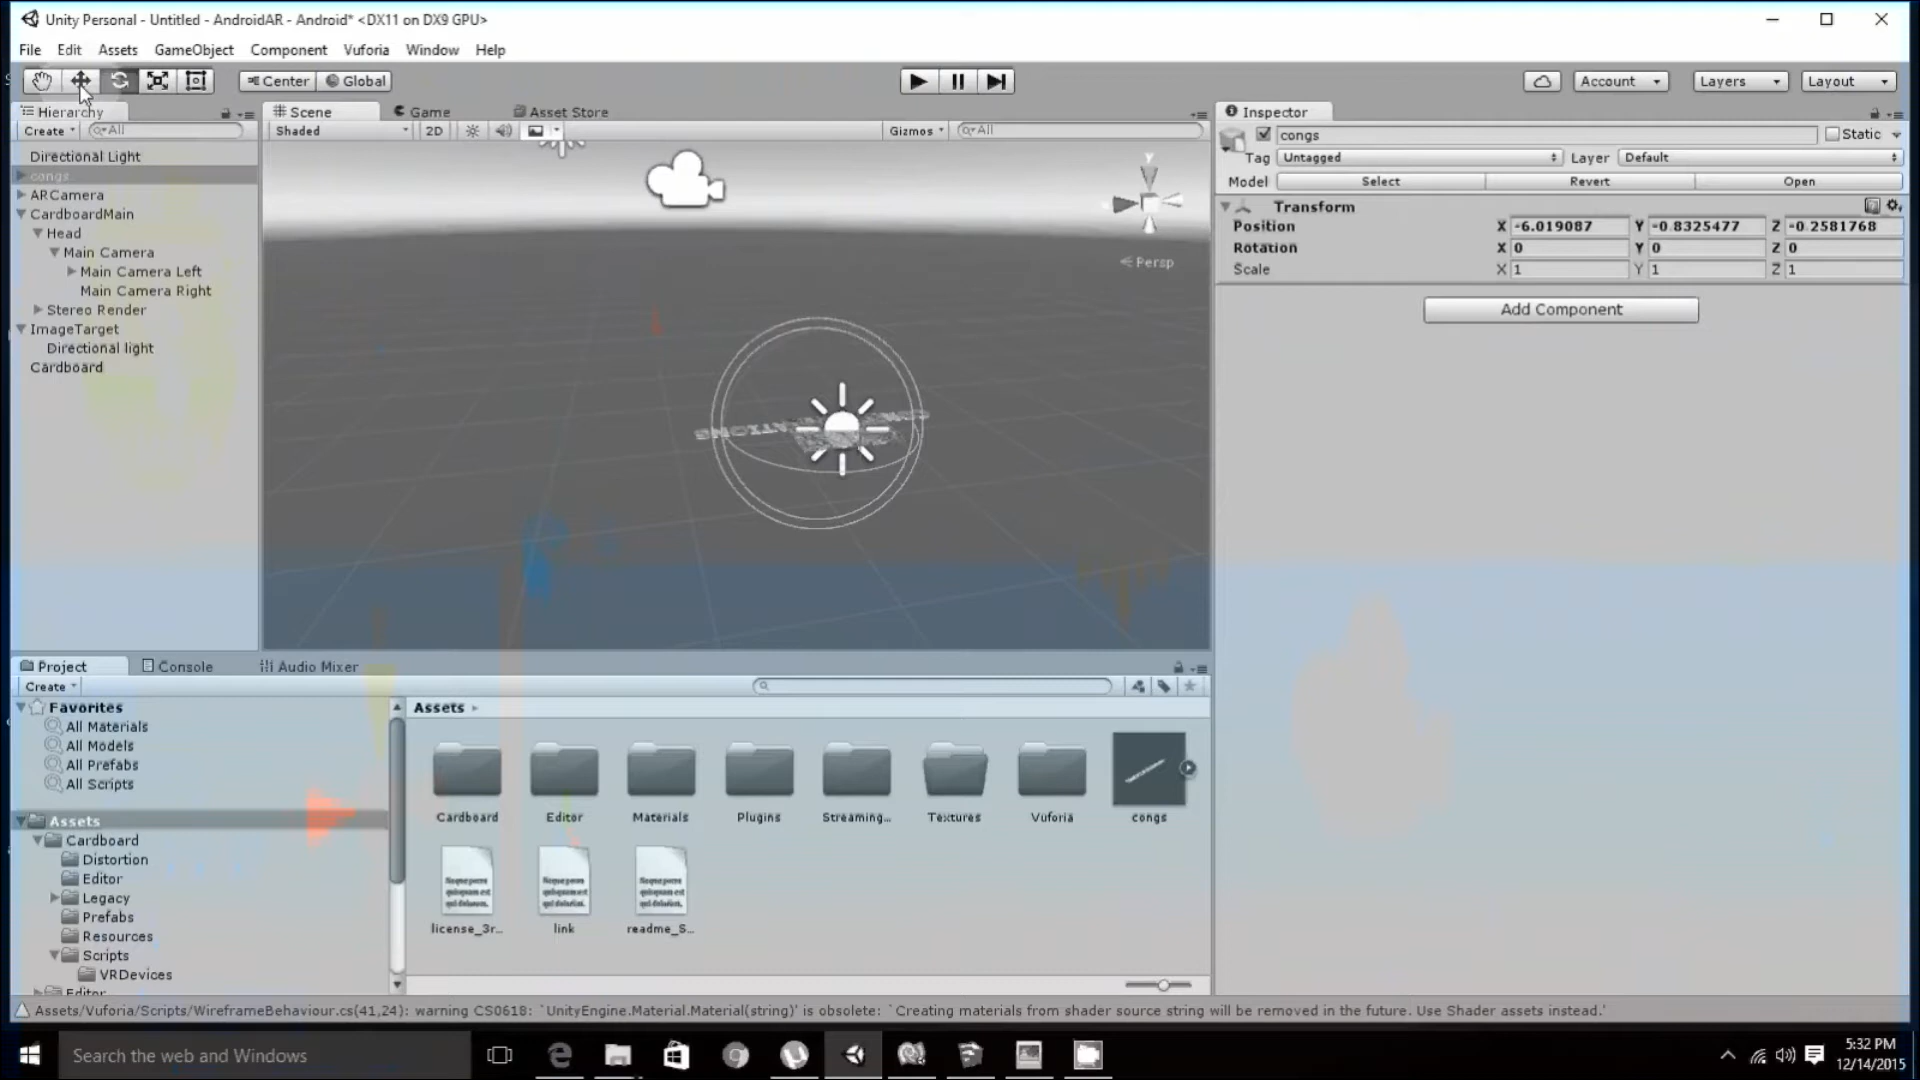 Unity Personal - Untitled - AndroidAR - Android* <DX11 on DX9 GPU>
File Edit Assets GameObject Component Vuforia Window Help
Center Global Account Layers Layout
Hierarchy
Create All
Directional Light
congs
ARCamera
CardboardMain
Head
Main Camera
Main Camera Left
Main Camera Right
Stereo Render
ImageTarget
Directional light
Cardboard
Scene Game Asset Store
Shaded 2D Gizmos All
Y
Persp
Inspector
congs Static
Tag Untagged Layer Default
Model Select Revert Open
Transform
Position X -6.019087 Y -0.8325477 Z -0.2581768
Rotation X 0 Y 0 Z 0
Scale X 1 Y 1 Z 1
Add Component
Project Console Audio Mixer
Create
Favorites
All Materials
All Models
All Prefabs
All Scripts
Assets
Cardboard
Distortion
Editor
Legacy
Prefabs
Resources
Scripts
VRDevices
Editor
Assets
Cardboard Editor Materials Plugins Streaming... Textures Vuforia congs
license_3r... link readme_S...
Assets/Vuforia/Scripts/WireframeBehaviour.cs(41,24): warning CS0618: `UnityEngine.Material.Material(string)' is obsolete: `Creating materials from shader source string will be removed in the future. Use Shader assets instead.'
Search the web and Windows
5:32 PM
12/14/2015